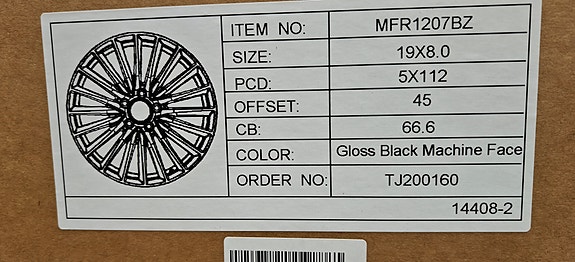 ITEM NO: MFR1207BZ
SIZE: 19X8.0
PCD: 5X112
OFFSET: 45
CB: 66.6
COLOR: Gloss Black Machine Face
ORDER NO: TJ200160
14408-2